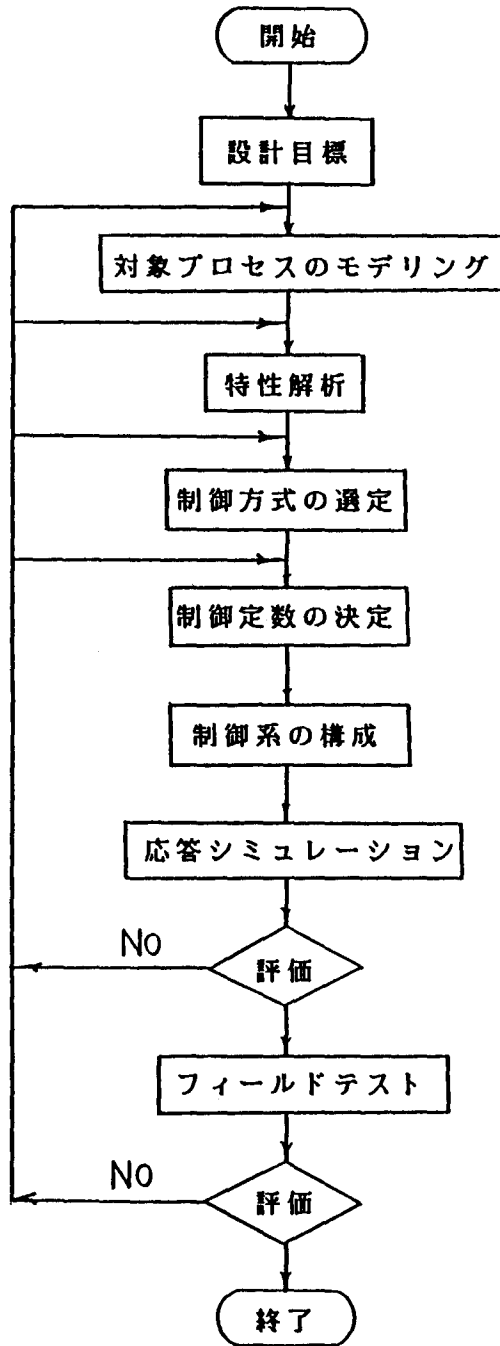 開始
設計目標
対象プロセスのモデリング
特性解析
制御方式の選定
制御定数の決定
制御系の構成
応答シミュレーション
NO
評価
フィールドテスト
NO
評価
終了